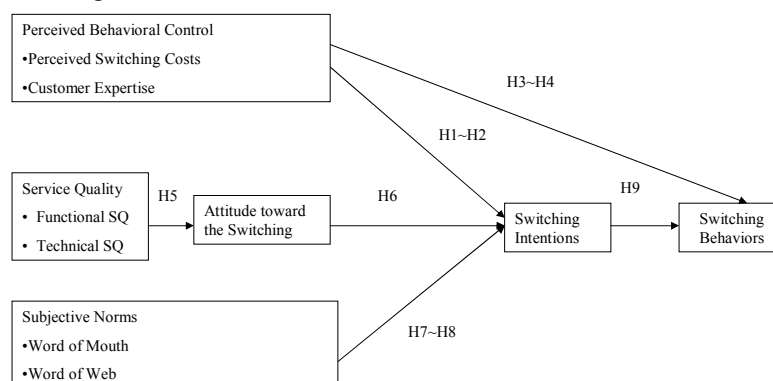 Perceived Behavioral Control
•Perceived Switching Costs
•Customer Expertise
H3~H4
H1~H2
Service Quality
• Functional SQ
• Technical SQ
H5
Attitude toward
the Switching
H6
Switching
Intentions
H9
Switching
Behaviors
Subjective Norms
•Word of Mouth
•Word of Web
H7~H8